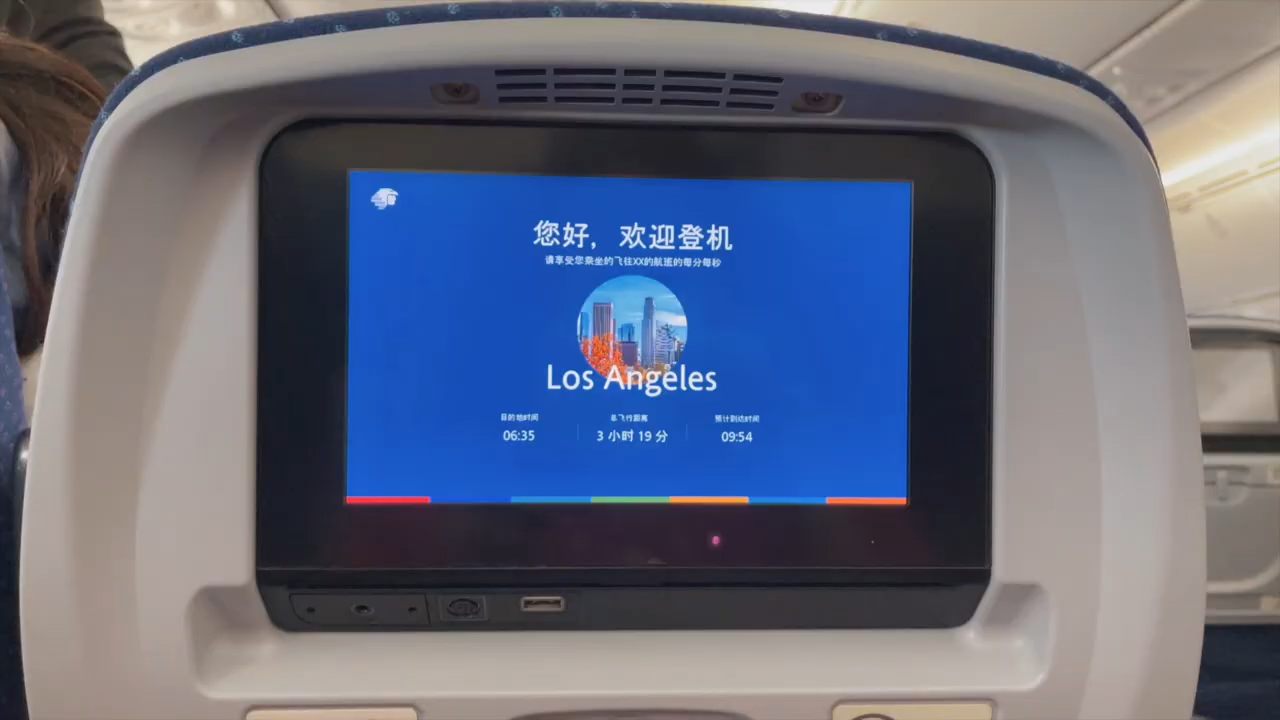 您好，欢迎登机
请享受您乘坐的飞往XX的航班的每分每秒
Los Angeles
目的地时间
总飞行距离
预计到达时间
06:35
3 小时 19 分
09:54